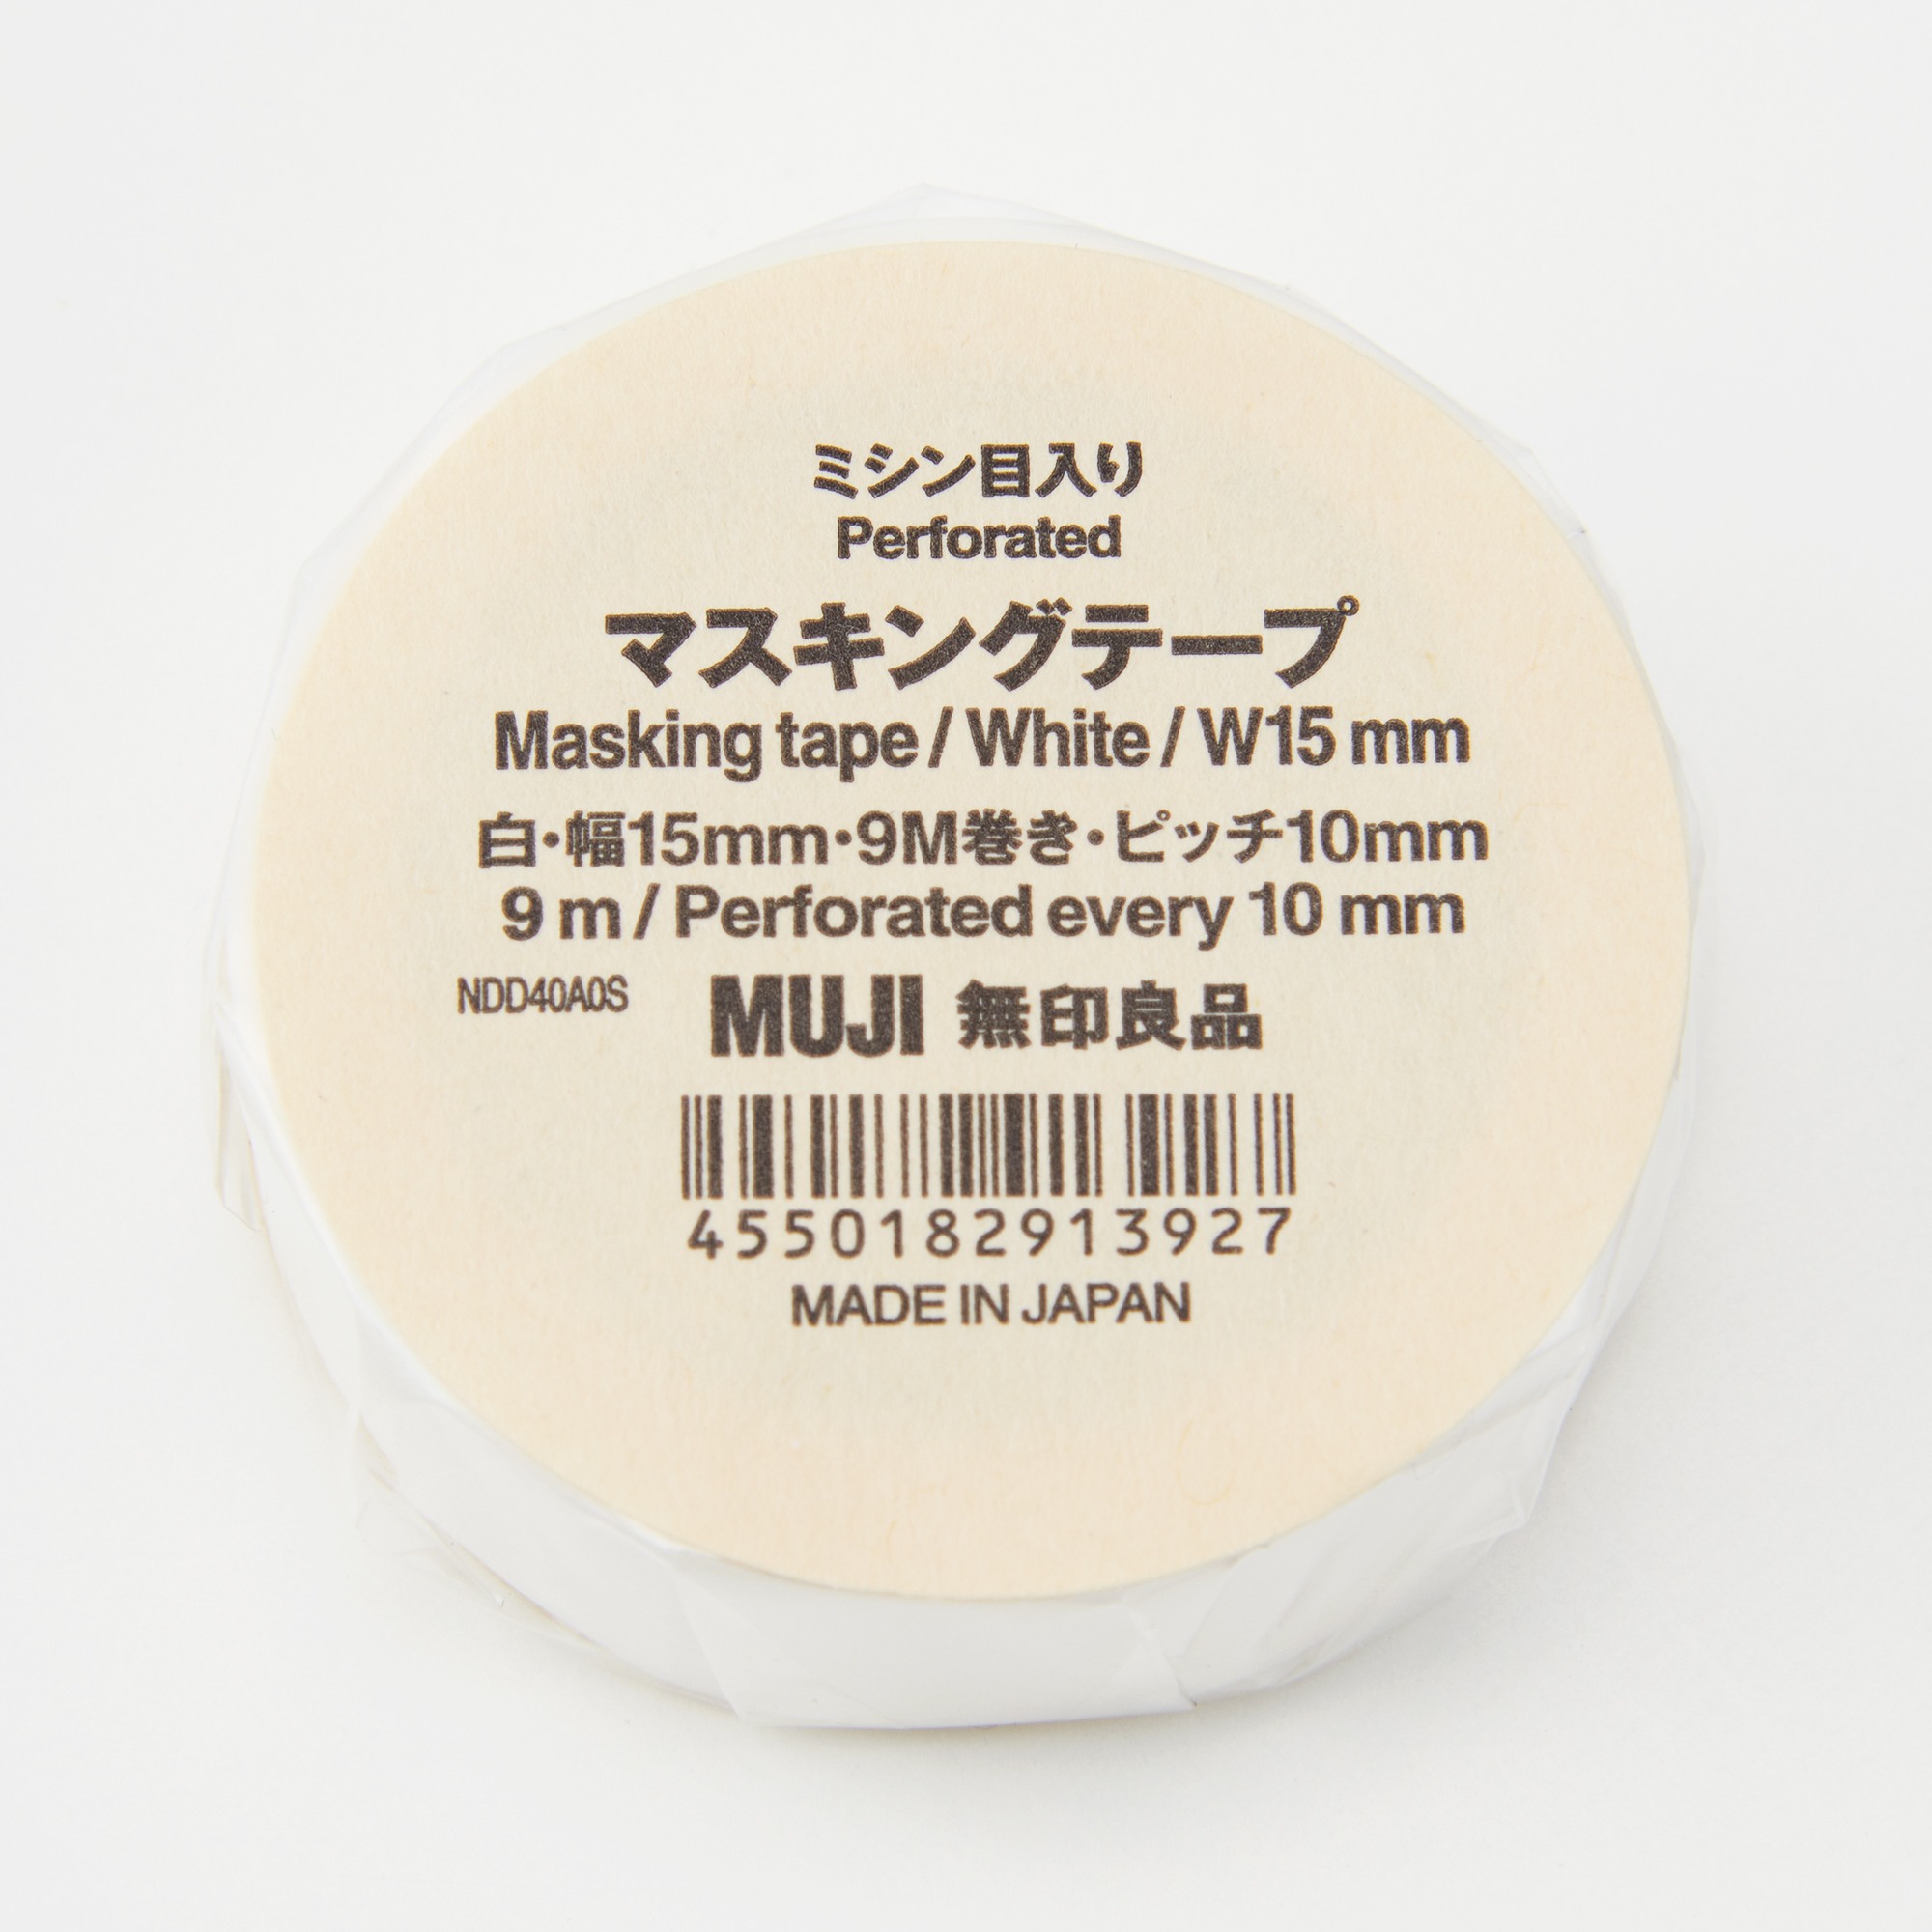 ミシン目入り
Perforated
マスキングテープ
Masking tape / White / W15 mm
白・幅15mm・9M巻き・ピッチ10mm
9 m / Perforated every 10 mm
NDD40A0S MUJI 無印良品
4550182913927
MADE IN JAPAN